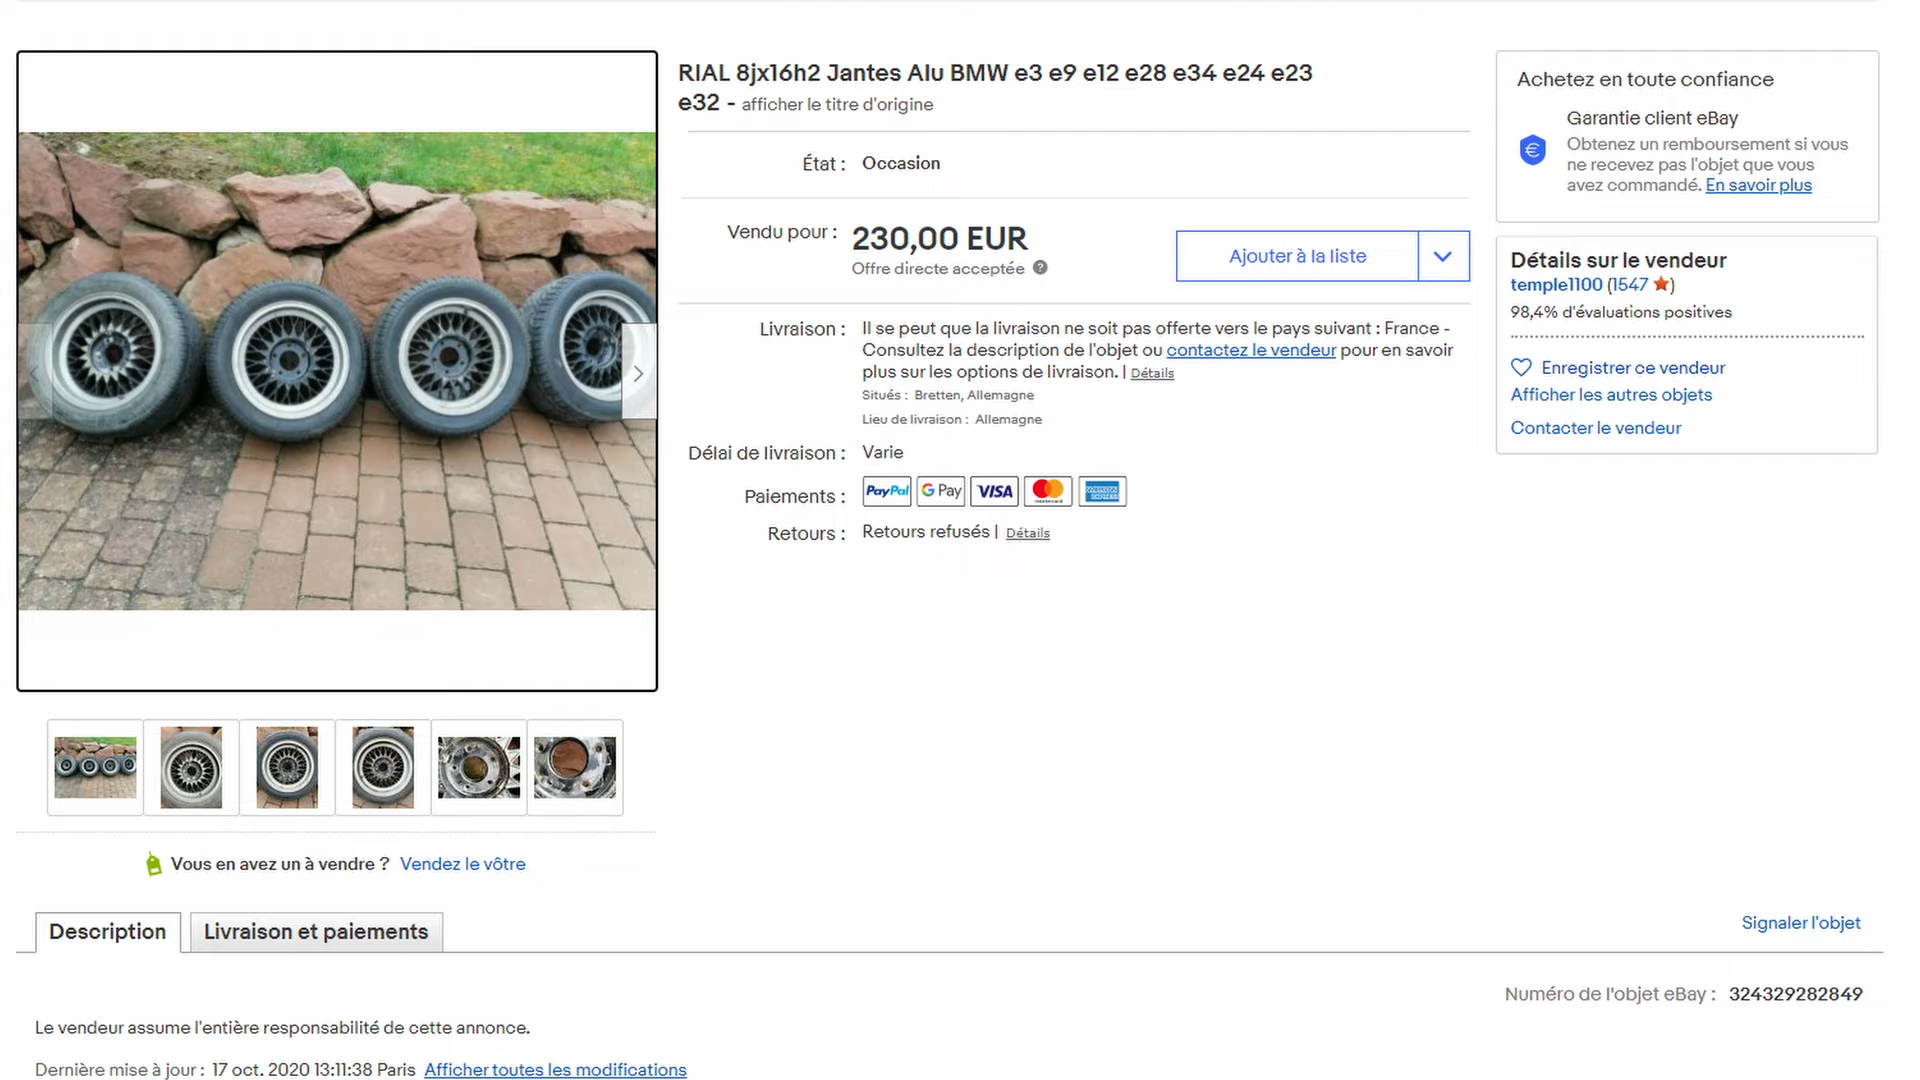 RIAL 8jx16h2 Jantes Alu BMW e3 e9 e12 e28 e34 e24 e23
e32 - afficher le titre d'origine
État : Occasion
Vendu pour : 230,00 EUR
Offre directe acceptée ?
Ajouter à la liste
Livraison : Il se peut que la livraison ne soit pas offerte vers le pays suivant : France -
Consultez la description de l'objet ou contactez le vendeur pour en savoir
plus sur les options de livraison. | Détails
Situés : Bretten, Allemagne
Lieu de livraison : Allemagne
Délai de livraison : Varie
Paiements : PayPal G Pay VISA mastercard AMERICAN EXPRESS
Retours : Retours refusés | Détails
Achetez en toute confiance
Garantie client eBay
€
Obtenez un remboursement si vous
ne recevez pas l'objet que vous
avez commandé. En savoir plus
Détails sur le vendeur
temple1100 (1547 ★)
98,4% d'évaluations positives
Enregistrer ce vendeur
Afficher les autres objets
Contacter le vendeur
Vous en avez un à vendre ? Vendez le vôtre
Description
Livraison et paiements
Signaler l'objet
Numéro de l'objet eBay : 324329282849
Le vendeur assume l'entière responsabilité de cette annonce.
Dernière mise à jour : 17 oct. 2020 13:11:38 Paris Afficher toutes les modifications